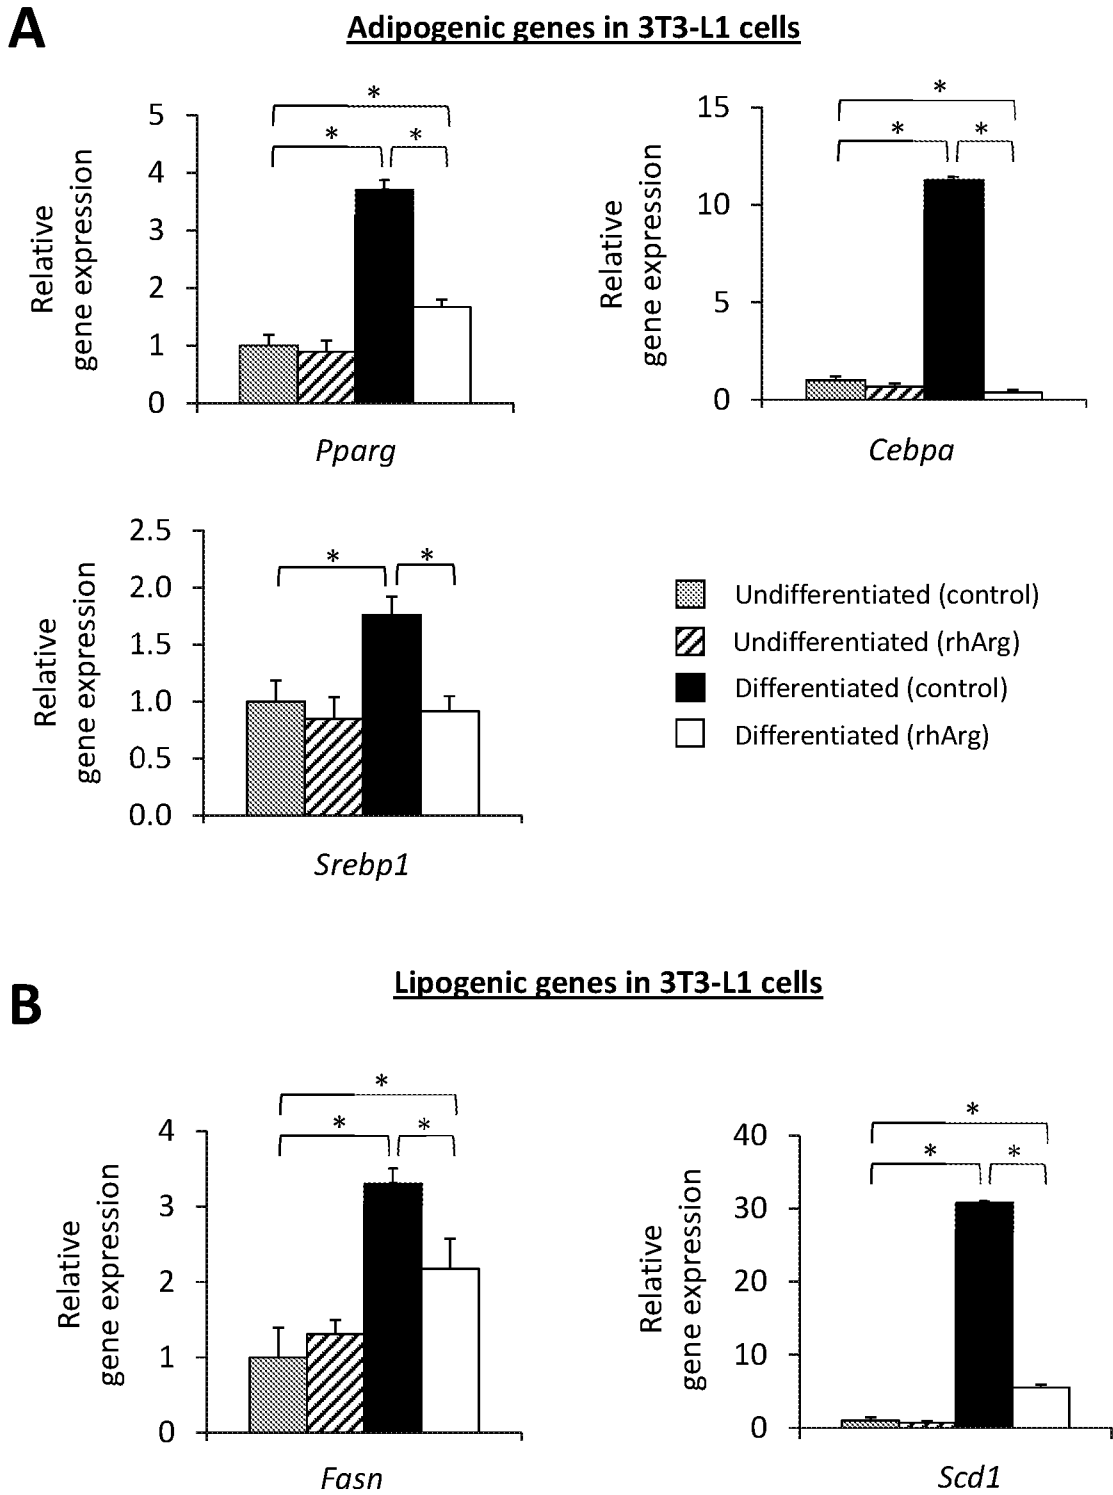 A
Adipogenic genes in 3T3-L1 cells
*
* *
5
4
3
2
1
0
Relative
gene expression
Pparg
*
* *
15
10
5
0
Relative
gene expression
Cebpa
* *
2.5
2.0
1.5
1.0
0.5
0.0
Relative
gene expression
Srebp1
Undifferentiated (control)
Undifferentiated (rhArg)
Differentiated (control)
Differentiated (rhArg)
B
Lipogenic genes in 3T3-L1 cells
*
* *
4
3
2
1
0
Relative
gene expression
Fasn
*
* *
40
30
20
10
0
Relative
gene expression
Scd1